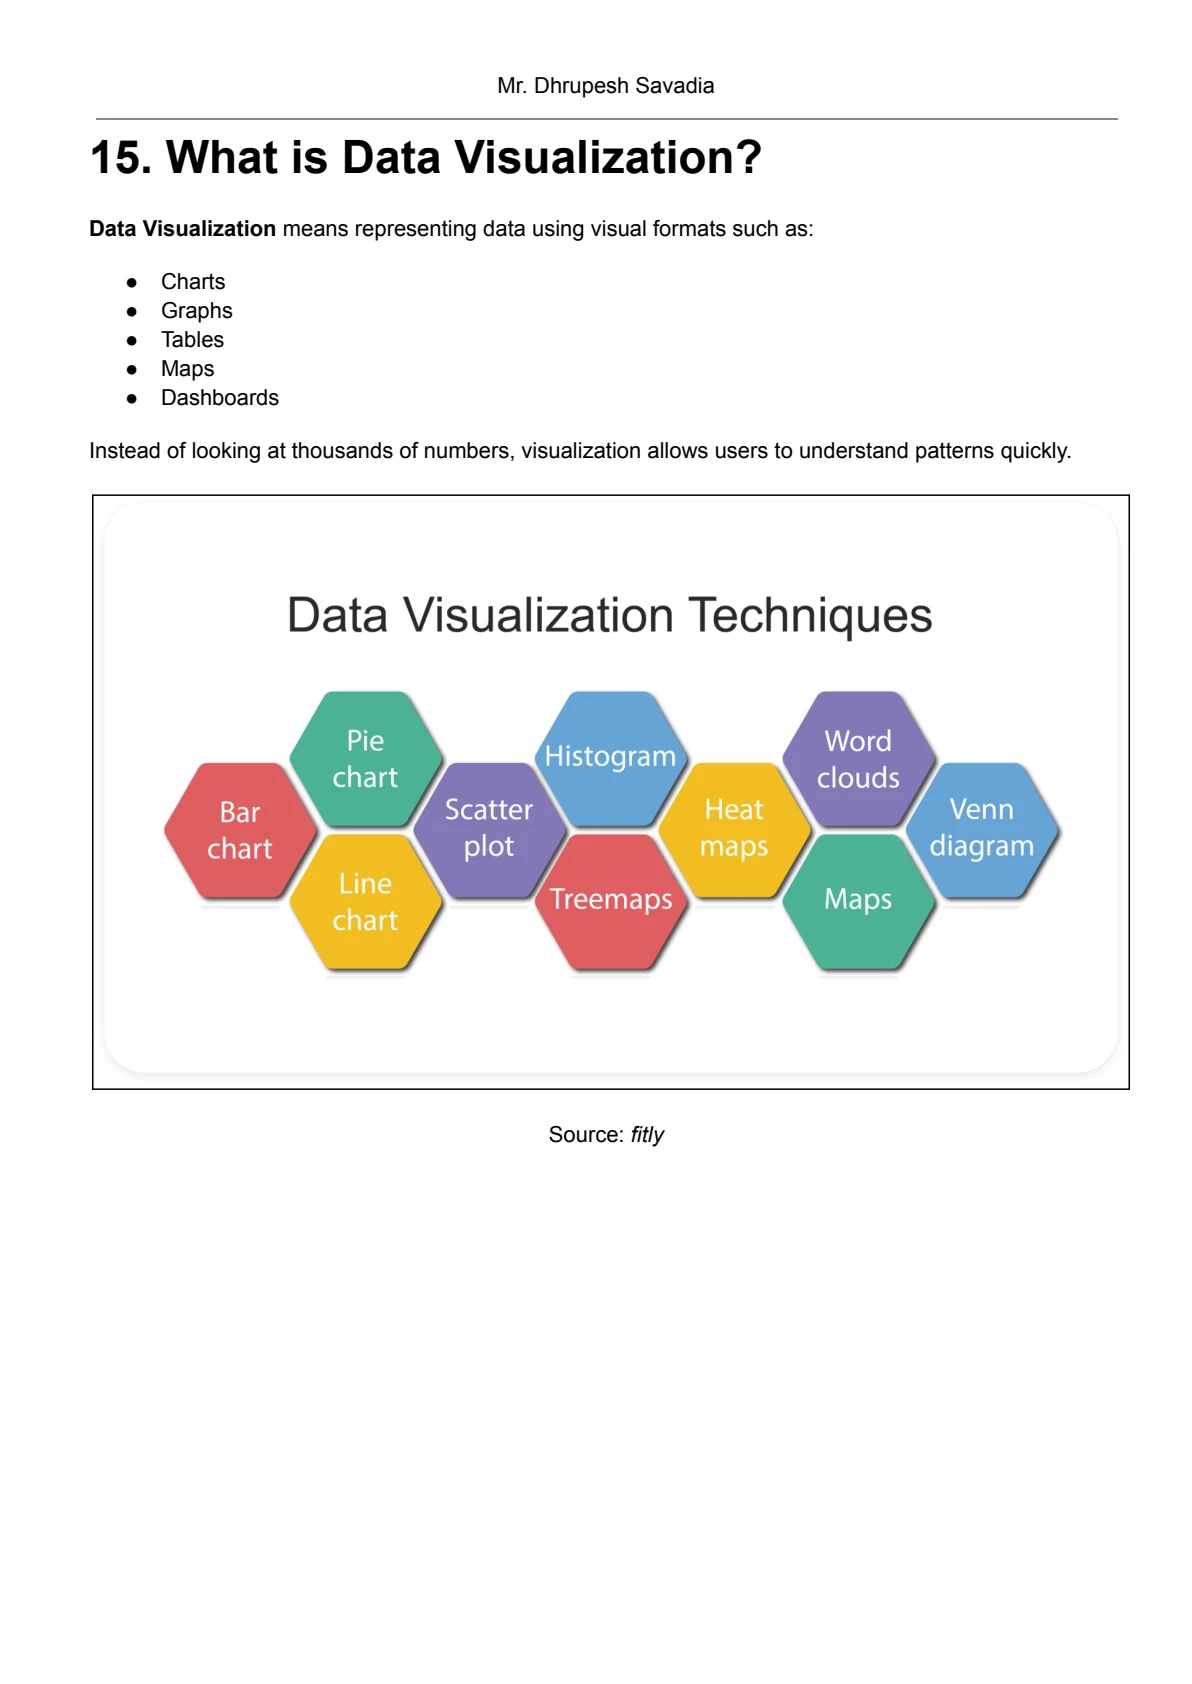 Mr. Dhrupesh Savadia
15. What is Data Visualization?
Data Visualization means representing data using visual formats such as:
● Charts
● Graphs
● Tables
● Maps
● Dashboards
Instead of looking at thousands of numbers, visualization allows users to understand patterns quickly.
Data Visualization Techniques
Bar
chart
Pie
chart
Line
chart
Scatter
plot
Histogram
Treemaps
Heat
maps
Word
clouds
Maps
Venn
diagram
Source: fitly